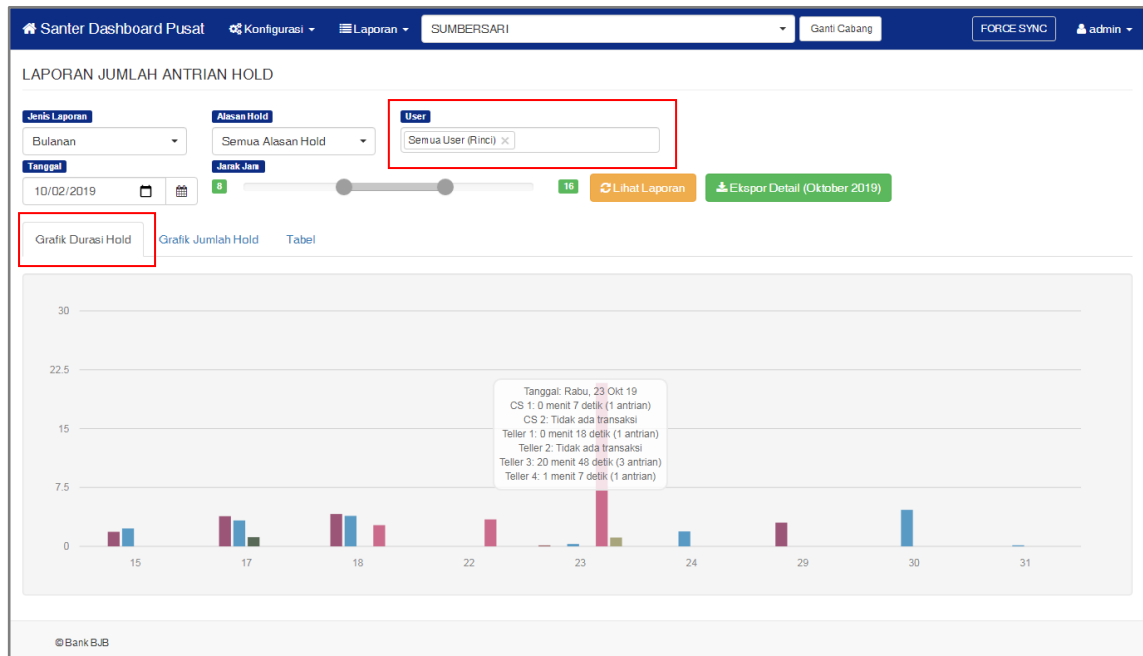 Santer Dashboard Pusat Konfigurasi Laporan SUMBERSARI Ganti Cabang FORCE SYNC admin
LAPORAN JUMLAH ANTRIAN HOLD
Jenis Laporan Alasan Hold User
Bulanan Semua Alasan Hold Semua User (Rinci) ×
Tanggal Jarak Jam
10/02/2019 8 16 Lihat Laporan Ekspor Detail (Oktober 2019)
Grafik Durasi Hold Grafik Jumlah Hold Tabel
30
22.5
Tanggal: Rabu, 23 Okt 19
CS 1: 0 menit 7 detik (1 antrian)
CS 2: Tidak ada transaksi
15
Teller 1: 0 menit 18 detik (1 antrian)
Teller 2: Tidak ada transaksi
Teller 3: 20 menit 48 detik (3 antrian)
Teller 4: 1 menit 7 detik (1 antrian)
7.5
0
15 17 18 22 23 24 29 30 31
© Bank BJB